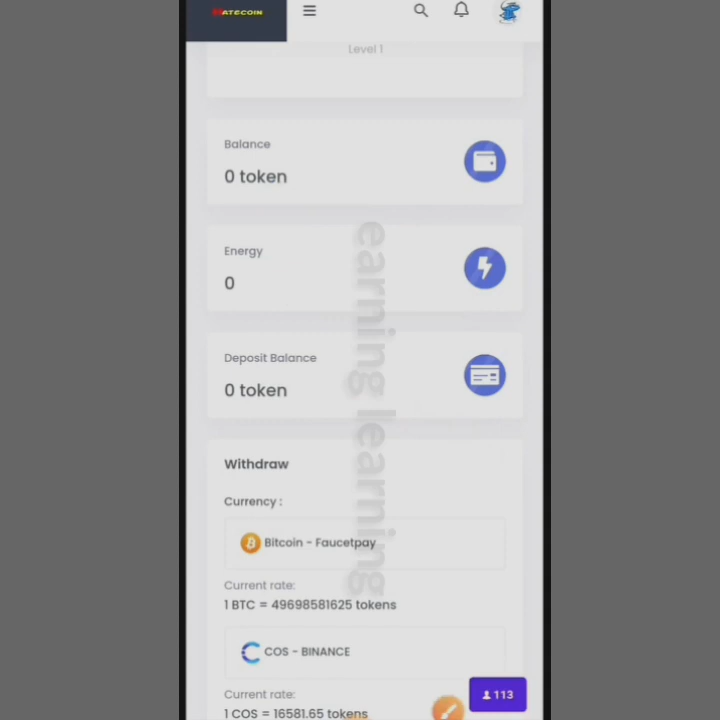 MATECOIN
Level 1
Balance
0 token
Energy
0
Deposit Balance
0 token
earning learning
Withdraw
Currency :
Bitcoin - Faucetpay
Current rate:
1 BTC = 49698581625 tokens
COS - BINANCE
Current rate:
1 COS = 16581.65 tokens
113